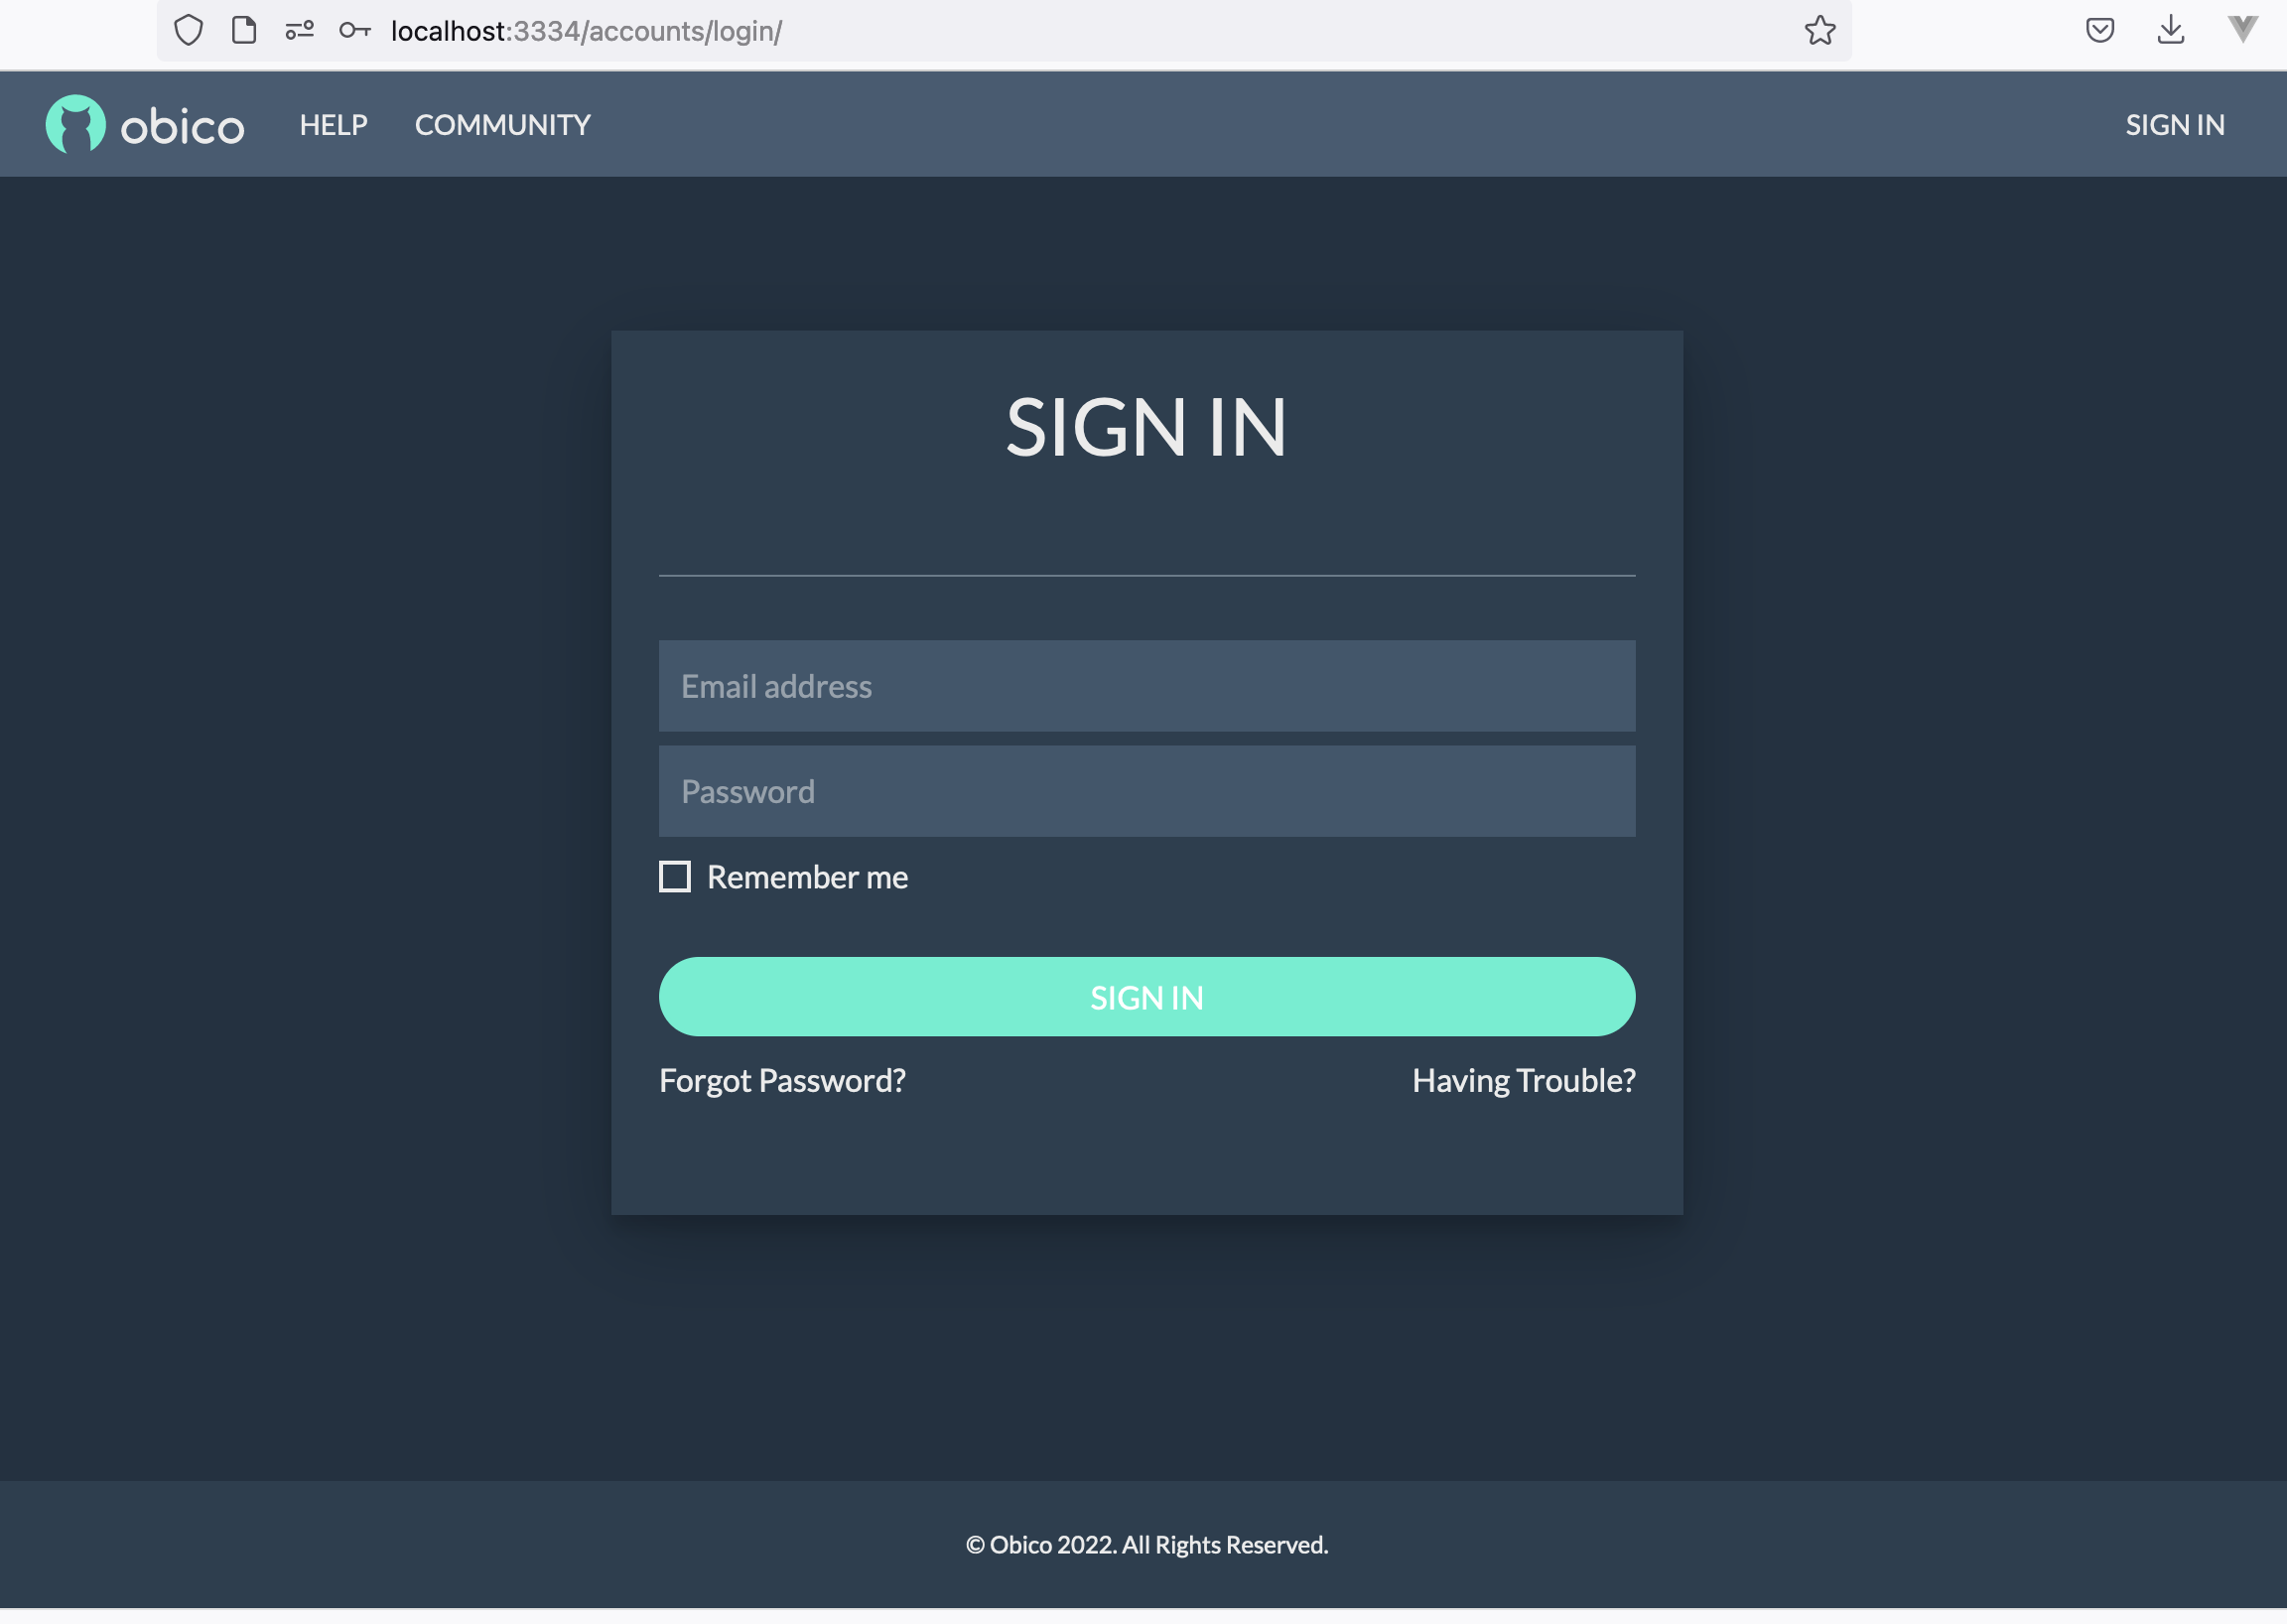 localhost:3334/accounts/login/
obico HELP COMMUNITY SIGN IN
SIGN IN
Email address
Password
Remember me
SIGN IN
Forgot Password? Having Trouble?
© Obico 2022. All Rights Reserved.